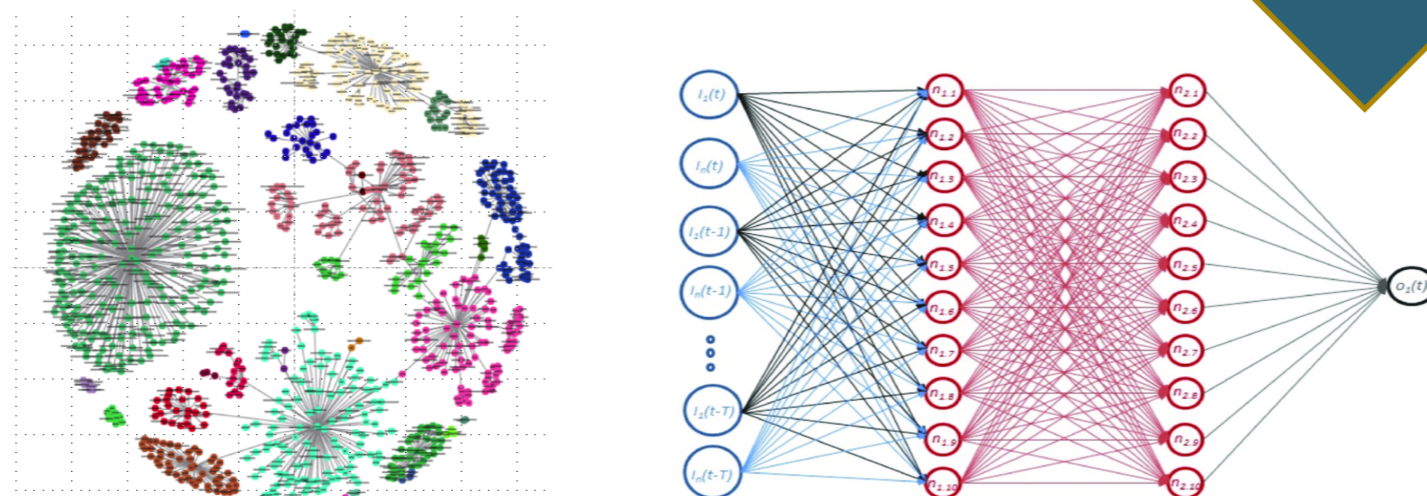 I₁(t)
Iₙ(t)
I₁(t-1)
Iₙ(t-1)
I₁(t-T)
Iₙ(t-T)
n₁.₁
n₁.₂
n₁.₃
n₁.₄
n₁.₅
n₁.₆
n₁.₇
n₁.₈
n₁.₉
n₁.₁₀
n₂.₁
n₂.₂
n₂.₃
n₂.₄
n₂.₅
n₂.₆
n₂.₇
n₂.₈
n₂.₉
n₂.₁₀
o₁(t)